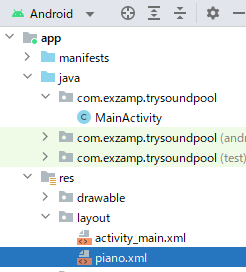 Android
app
manifests
java
com.exzamp.trysoundpool
MainActivity
com.exzamp.trysoundpool (and
com.exzamp.trysoundpool (test)
res
drawable
layout
activity_main.xml
piano.xml